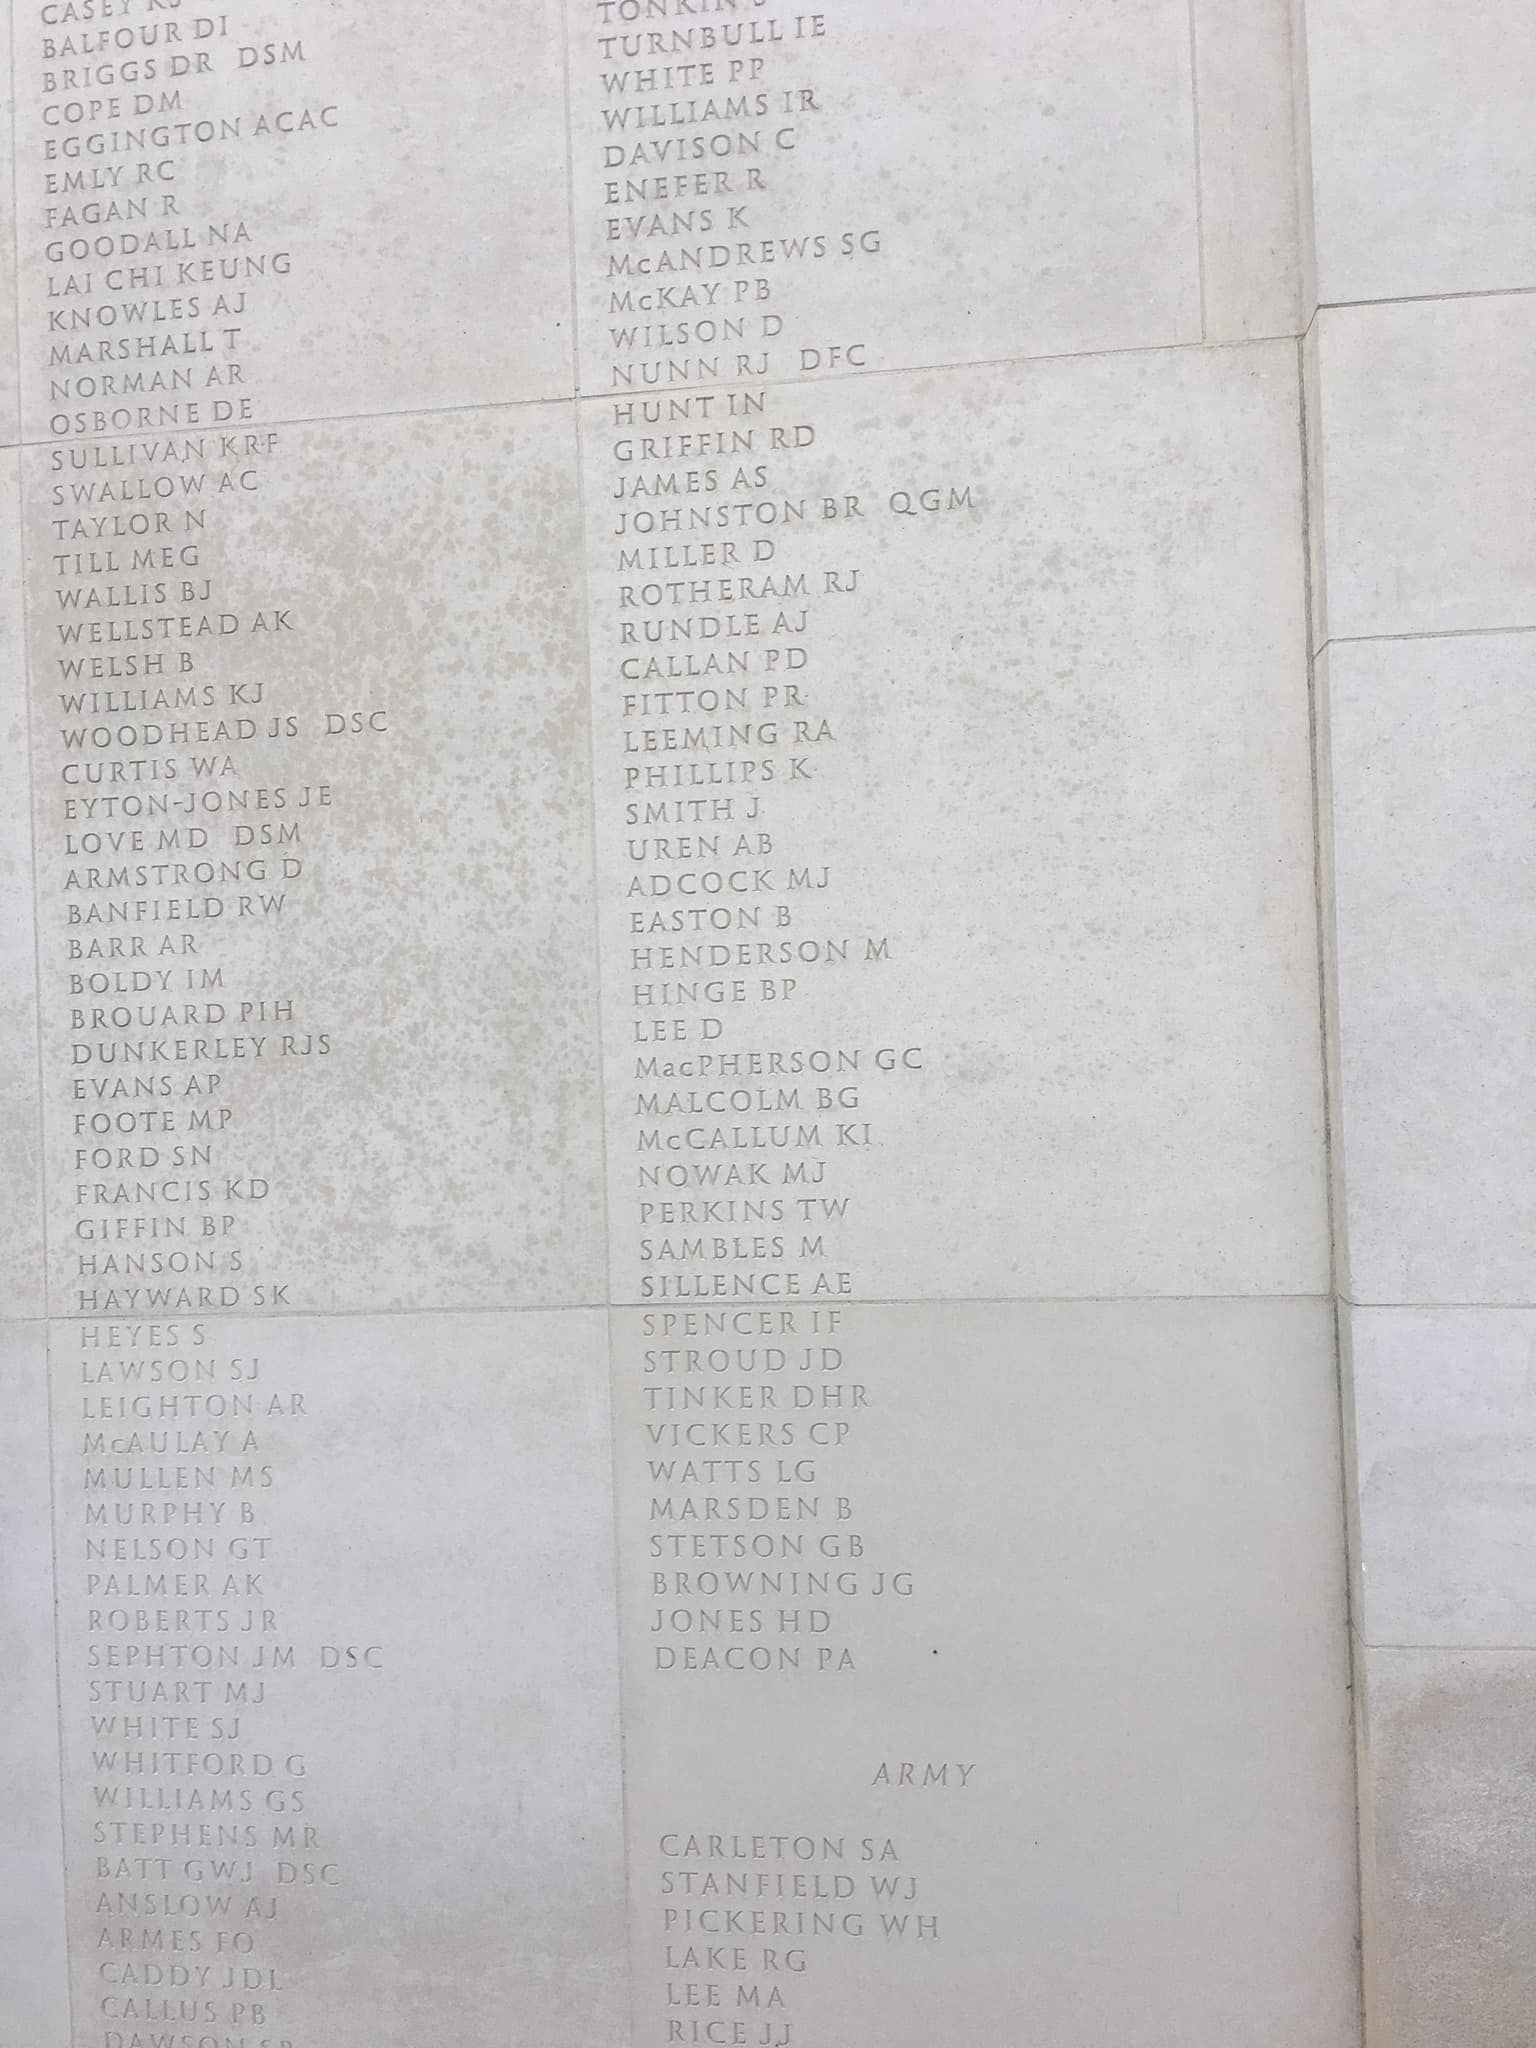 CASEY
BALFOUR DI
BRIGGS DR DSM
COPE DM
EGGINGTON ACAC
EMLY RC
FAGAN R
GOODALL NA
LAI CHI KEUNG
KNOWLES AJ
MARSHALL T
NORMAN AR
OSBORNE DE
SULLIVAN KRF
SWALLOW AC
TAYLOR N
TILL MEG
WALLIS BJ
WELLSTEAD AK
WELSH B
WILLIAMS KJ
WOODHEAD JS DSC
CURTIS WA
EYTON-JONES JE
LOVE MD DSM
ARMSTRONG D
BANFIELD RW
BARR AR
BOLDY IM
BROUARD PIH
DUNKERLEY RJS
EVANS AP
FOOTE MP
FORD SN
FRANCIS KD
GIFFIN BP
HANSON S
HAYWARD SK
HEYES S
LAWSON SJ
LEIGHTON AR
McAULAY A
MULLEN MS
MURPHY B
NELSON GT
PALMER AK
ROBERTS JR
SEPHTON JM DSC
STUART MJ
WHITE SJ
WHITFORD G
WILLIAMS GS
STEPHENS MR
BATT GWJ DSC
ANSLOW AJ
ARMES FO
CADDY JDL
CALLUS PB
DAWSON
TONKIN
TURNBULL IE
WHITE PP
WILLIAMS IR
DAVISON C
ENEFER R
EVANS K
McANDREWS SG
McKAY PB
WILSON D
NUNN RJ DFC
HUNT IN
GRIFFIN RD
JAMES AS
JOHNSTON BR QGM
MILLER D
ROTHERAM RJ
RUNDLE AJ
CALLAN PD
FITTON PR
LEEMING RA
PHILLIPS K
SMITH J
UREN AB
ADCOCK MJ
EASTON B
HENDERSON M
HINGE BP
LEE D
MacPHERSON GC
MALCOLM BG
McCALLUM KI
NOWAK MJ
PERKINS TW
SAMBLES M
SILLENCE AE
SPENCER IF
STROUD JD
TINKER DHR
VICKERS CP
WATTS LG
MARSDEN B
STETSON GB
BROWNING JG
JONES HD
DEACON PA
ARMY
CARLETON SA
STANFIELD WJ
PICKERING WH
LAKE RG
LEE MA
RICE JJ